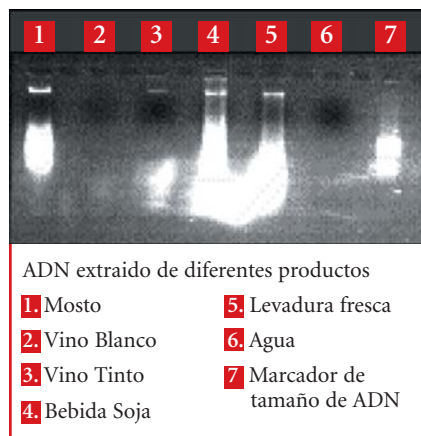 1 2 3 4 5 6 7
ADN extraido de diferentes productos
1. Mosto
2. Vino Blanco
3. Vino Tinto
4. Bebida Soja
5. Levadura fresca
6. Agua
7 Marcador de
tamaño de ADN